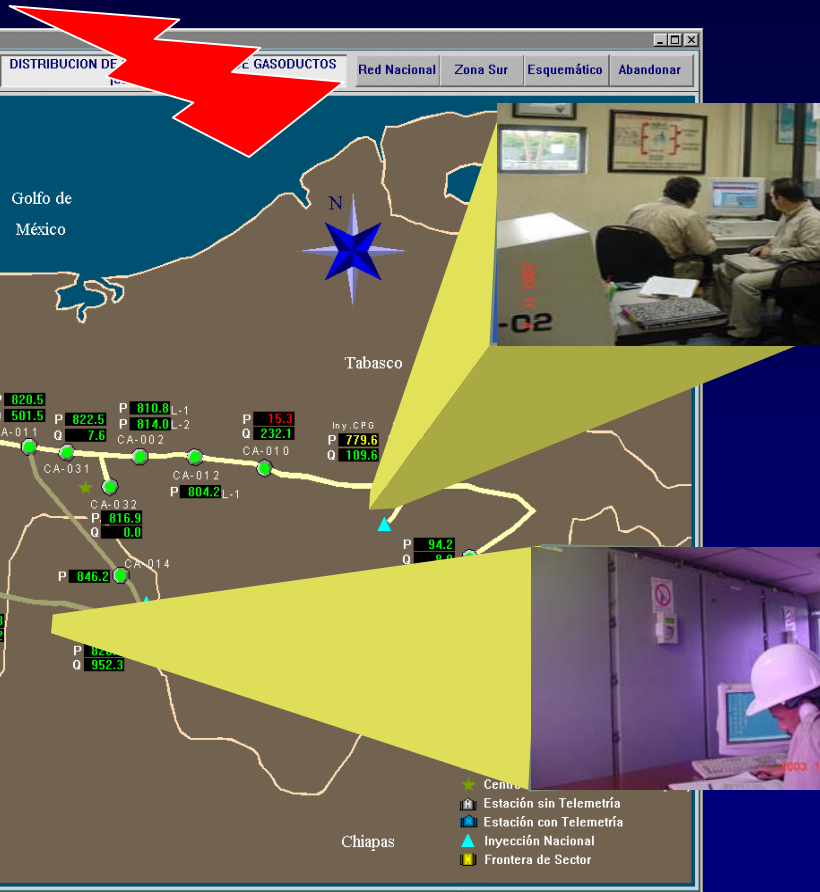 DISTRIBUCION DE
E GASODUCTOS
Red Nacional
Zona Sur
Esquemático
Abandonar
Golfo de
México
N
Tabasco
820.5
501.5
A-011
P 822.5
Q 7.6
CA-031
P 810.8 L-1
P 814.0 L-2
CA-002
P 15.3
Q 232.1
CA-010
Iny.CPG
P 779.6
Q 109.6
CA-012
P 804.2 L-1
CA-032
P 816.9
Q 0.0
CA-014
P 846.2
P 94.2
Q
P
Q 952.3
-02
2003
Estación sin Telemetría
Estación con Telemetría
Inyección Nacional
Frontera de Sector
Chiapas